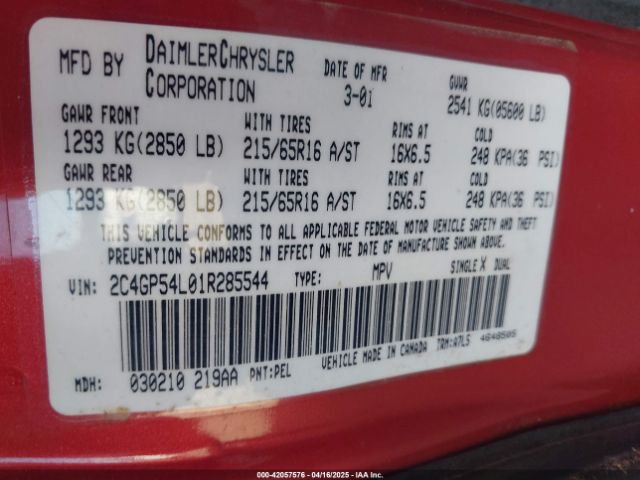 MFD BY DAIMLERCHRYSLER CORPORATION DATE OF MFR 3-01 GVWR 2541 KG(05600 LB)
GAWR FRONT WITH TIRES RIMS AT COLD
1293 KG(2850 LB) 215/65R16 A/ST 16X6.5 248 KPA(36 PSI)
GAWR REAR WITH TIRES RIMS AT COLD
1293 KG(2850 LB) 215/65R16 A/ST 16X6.5 248 KPA(36 PSI)
THIS VEHICLE CONFORMS TO ALL APPLICABLE FEDERAL MOTOR VEHICLE SAFETY AND THEFT
PREVENTION STANDARDS IN EFFECT ON THE DATE OF MANUFACTURE SHOWN ABOVE.
VIN: 2C4GP54L01R285544 TYPE: MPV SINGLE X DUAL
VEHICLE MADE IN CANADA TRM:A7L5 4648505
MDH: 030210 219AA PNT:PEL
000-42057576 - 04/16/2025 - IAA Inc.